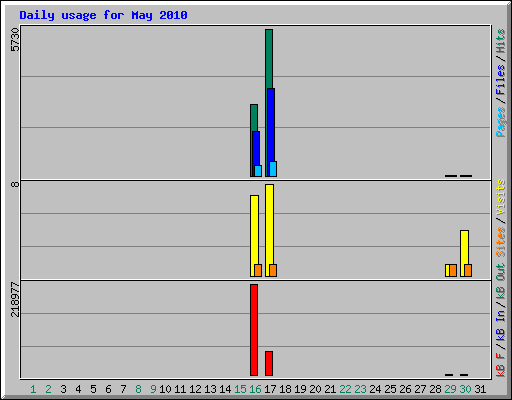 Daily usage for May 2010
5730
8
218977
Pages / Files / Hits
Sites / Visits
kB F / kB In / kB Out
1 2 3 4 5 6 7 8 9 10 11 12 13 14 15 16 17 18 19 20 21 22 23 24 25 26 27 28 29 30 31